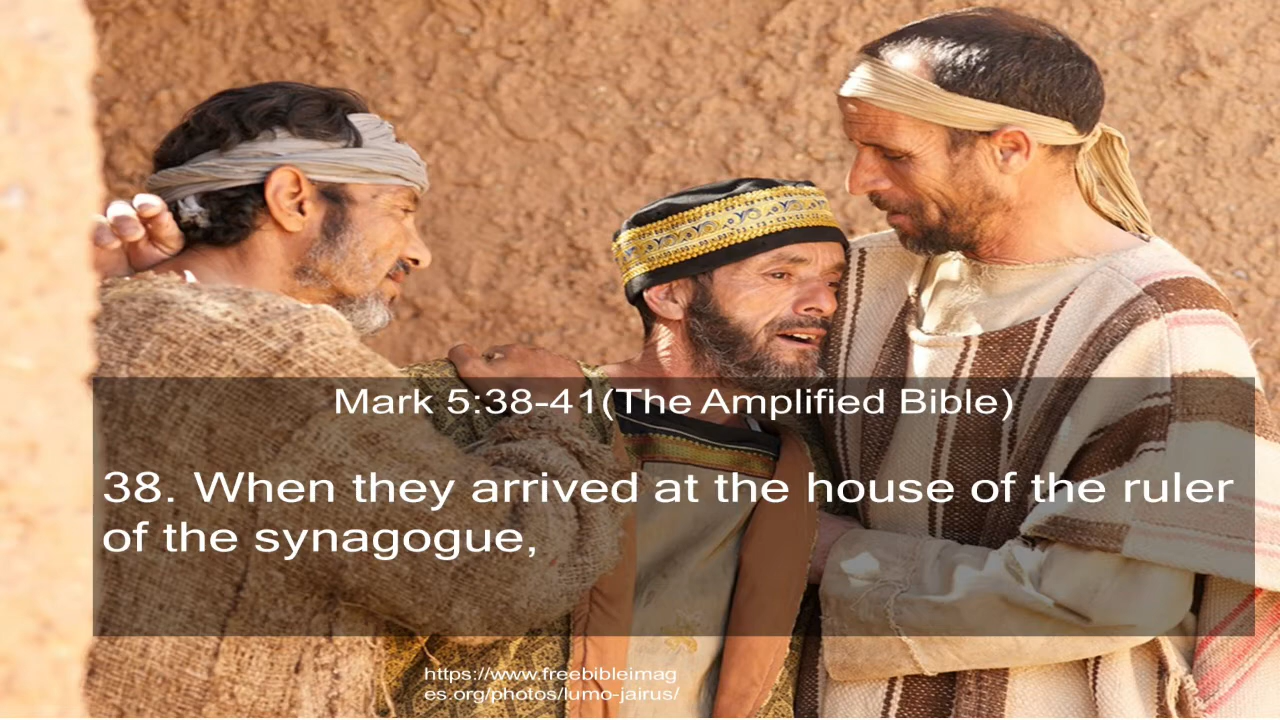 Mark 5:38-41(The Amplified Bible)
38. When they arrived at the house of the ruler
of the synagogue,
https://www.freebibleimag
es.org/photos/lumo-jairus/